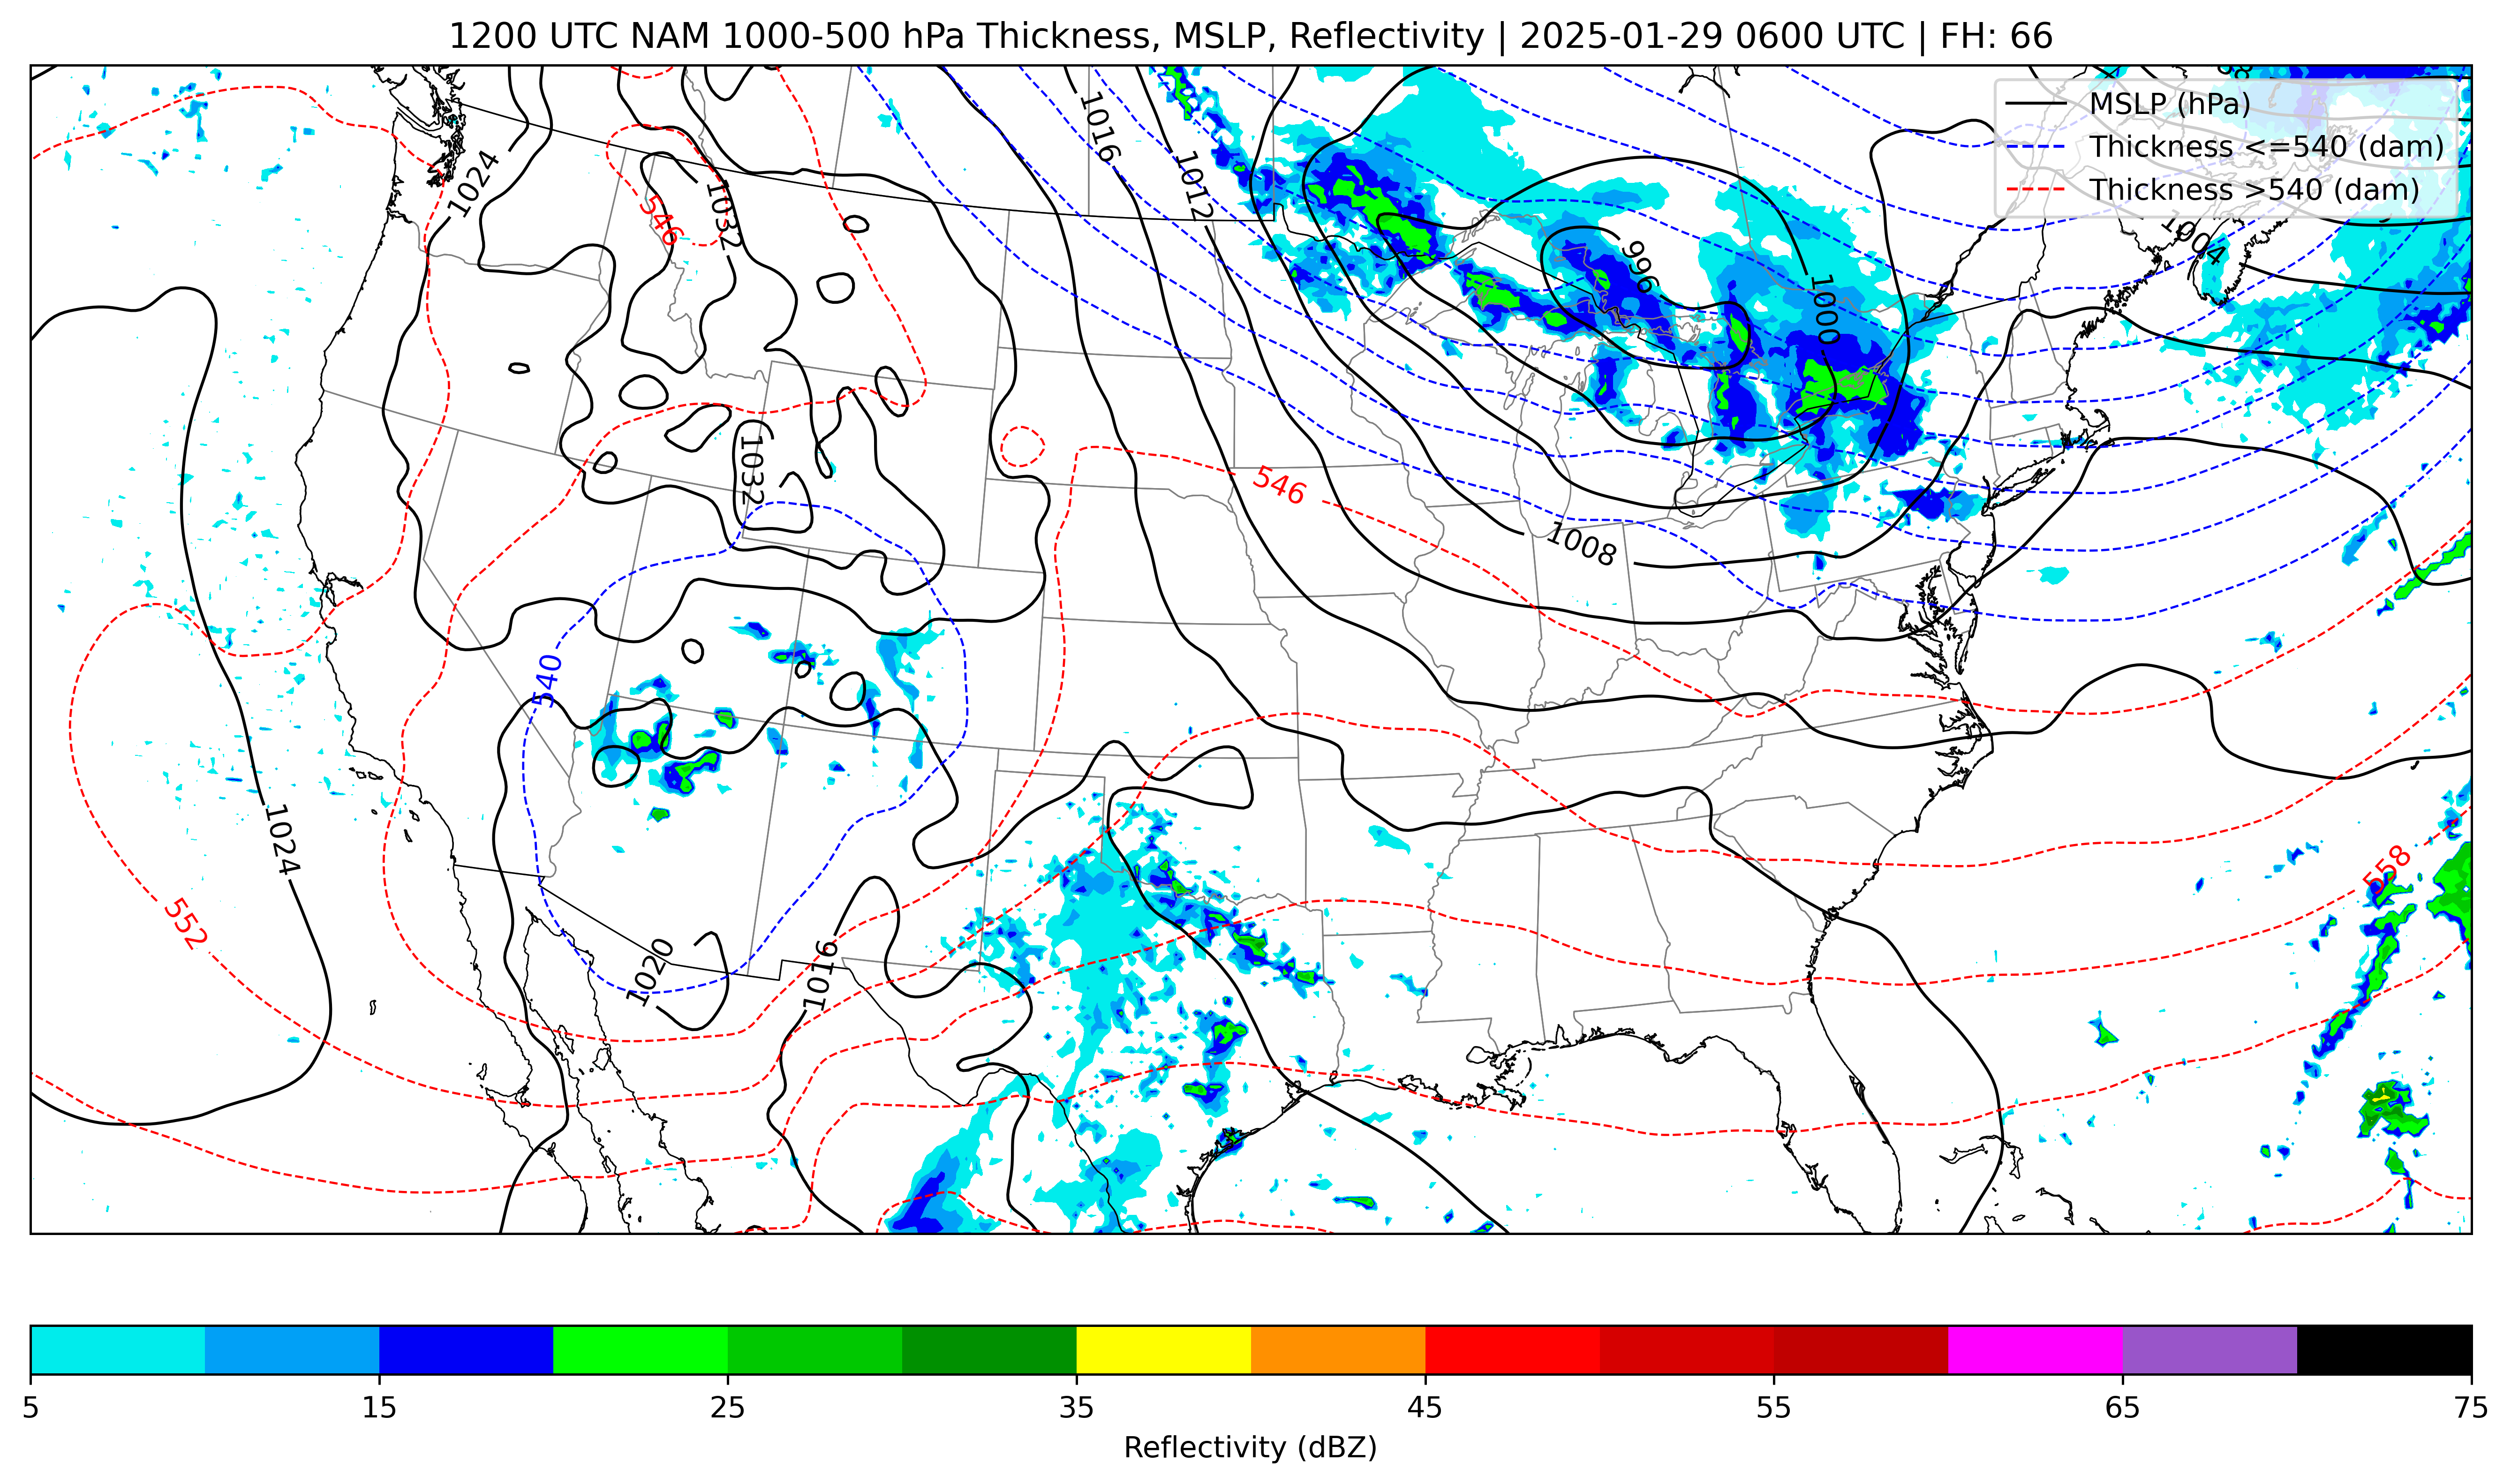 1200 UTC NAM 1000-500 hPa Thickness, MSLP, Reflectivity | 2025-01-29 0600 UTC | FH: 66
MSLP (hPa)
Thickness <=540 (dam)
Thickness >540 (dam)
1016
1012
1024
1032
546
1004
996
1000
1032
546
1008
540
1024
558
552
1020
1016
5 15 25 35 45 55 65 75
Reflectivity (dBZ)